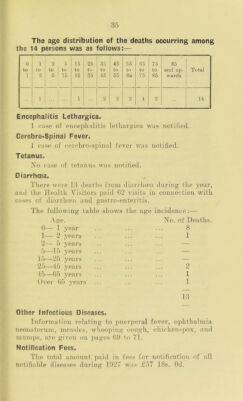 35
The age distribution of the deaths occurring among
the 14 persons was as follows:—
0 1 2 5 15 25 35 45 55 65 75 85
to to to to to to to to to to to and up- Total
1 2 5 15 25 35 45 55 65 75 85 wards
14
Encephalitis Lethargica.
1 case of encephalitis lethargica was notified.
Cerebro-Spinal Fever.
1 case of cerebro-spinal fever was notified.
Tetanus.
No case of tetanus was notified.
Diarrhœa.
There were 13 deaths from diarrhœa during the year,
and the Health Visitors paid 62 visits in connection with
cases of diarrhœa and gastro-enteritis.
The following table shows the age incidence:—
Age. No. of Deaths.
0— 1 year ... ... ... 8
1— 2 years ... ... ... 1
2— 5 years ... ... ... —
5—15 years ... ... ... —
15—25 years ... ... ... —
25—45 years ... ... ... 2
45—65 years ... ... ... 1
Over 65 years ... ... ... 1
13
Other Infectious Diseases.
Information relating to puerperal fever, ophthalmia
neonatorum, measles, whooping cough, chicken-pox, and
mumps, are given on pages 69 to 71.
Notification Fees.
The total amount paid in fees for notification of all
notifiable diseases during 1927 was £57 18s. 0d.